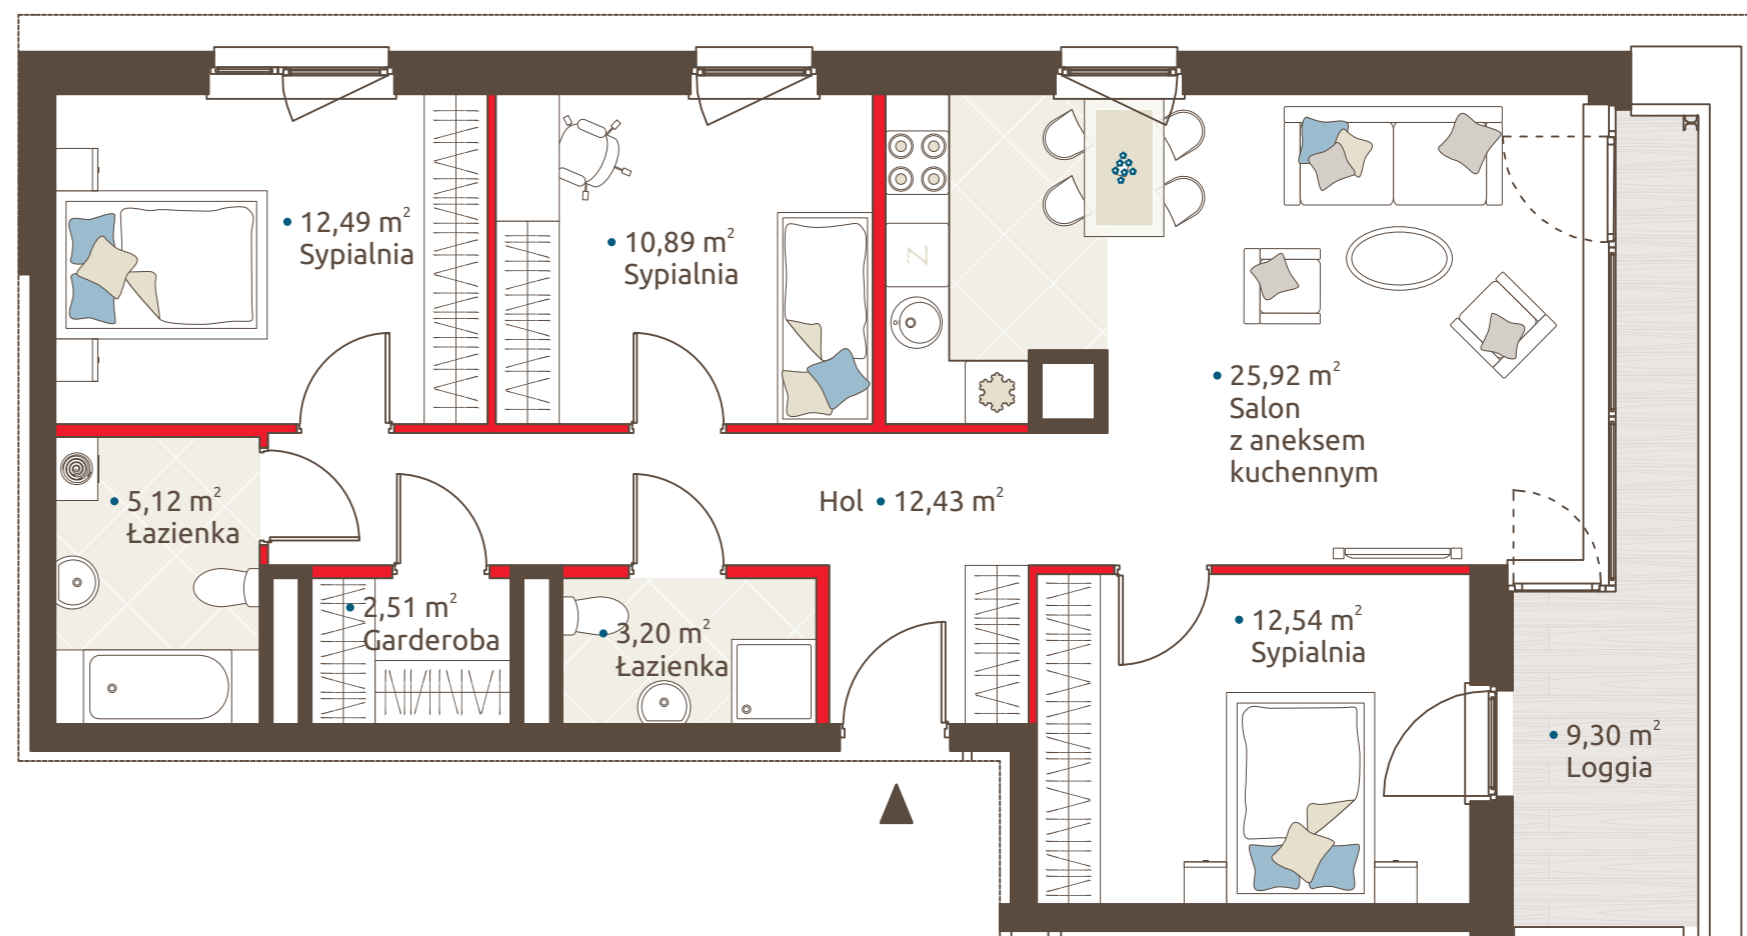 • 12,49 m²
Sypialnia
• 10,89 m²
Sypialnia
Z
• 25,92 m²
Salon
z aneksem
kuchennym
• 5,12 m²
Łazienka
Hol • 12,43 m²
• 2,51 m²
Garderoba
• 3,20 m²
Łazienka
• 12,54 m²
Sypialnia
• 9,30 m²
Loggia